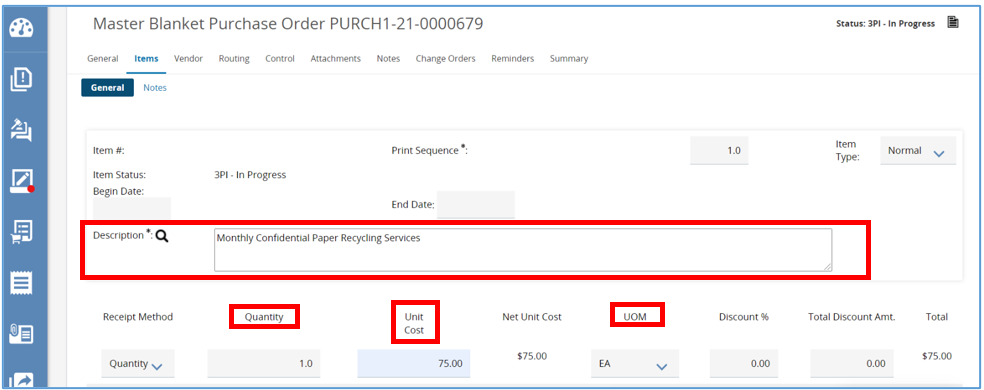 Master Blanket Purchase Order PURCH1-21-0000679
Status: 3PI - In Progress
General Items Vendor Routing Control Attachments Notes Change Orders Reminders Summary
General Notes
Item #: Print Sequence *: 1.0 Item Type: Normal
Item Status: 3PI - In Progress
Begin Date:
End Date:
Description *: Monthly Confidential Paper Recycling Services
Receipt Method Quantity Unit Cost Net Unit Cost UOM Discount % Total Discount Amt. Total
Quantity 1.0 75.00 $75.00 EA 0.00 0.00 $75.00